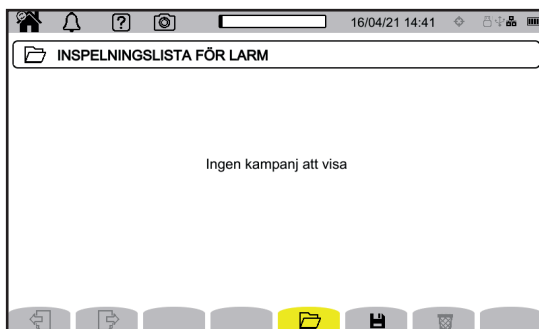 16/04/21 14:41
INSPELNINGSLISTA FÖR LARM
Ingen kampanj att visa